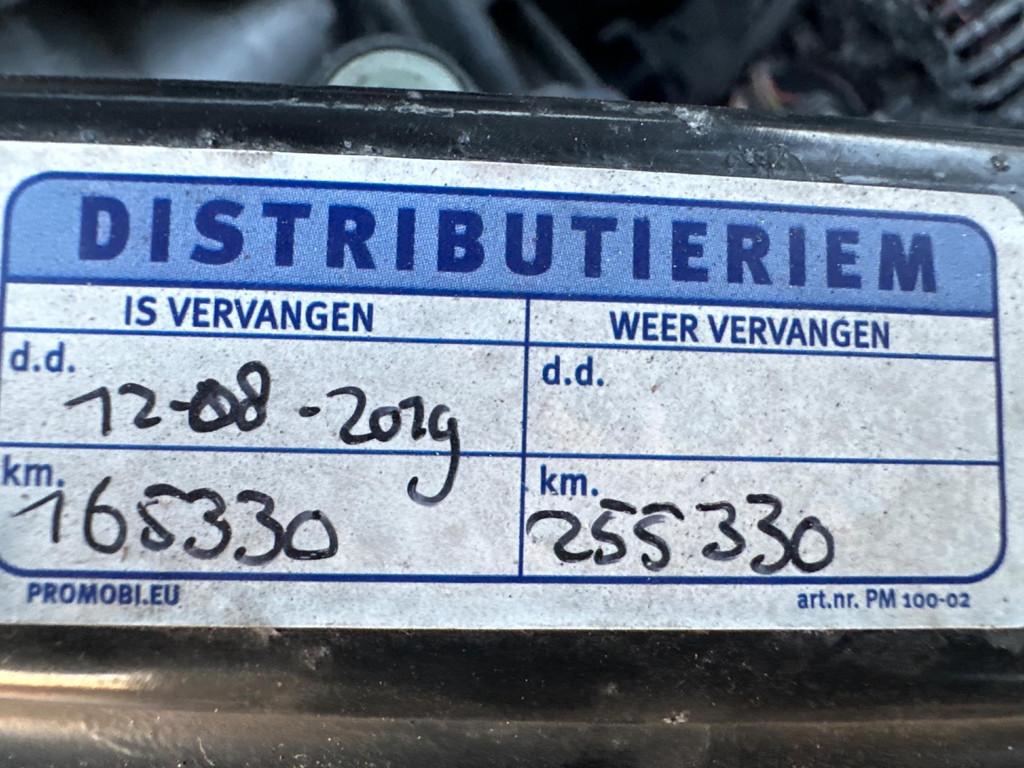 DISTRIBUTIERIEM
IS VERVANGEN
WEER VERVANGEN
d.d.
12-08-2019
d.d.
km.
165330
km.
255330
PROMOBI.EU
art.nr. PM 100-02